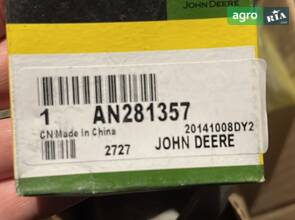 JOHN DEERE
agro RIA
1 AN281357
CN-Made In China
20141008DY2
2727 JOHN DEERE